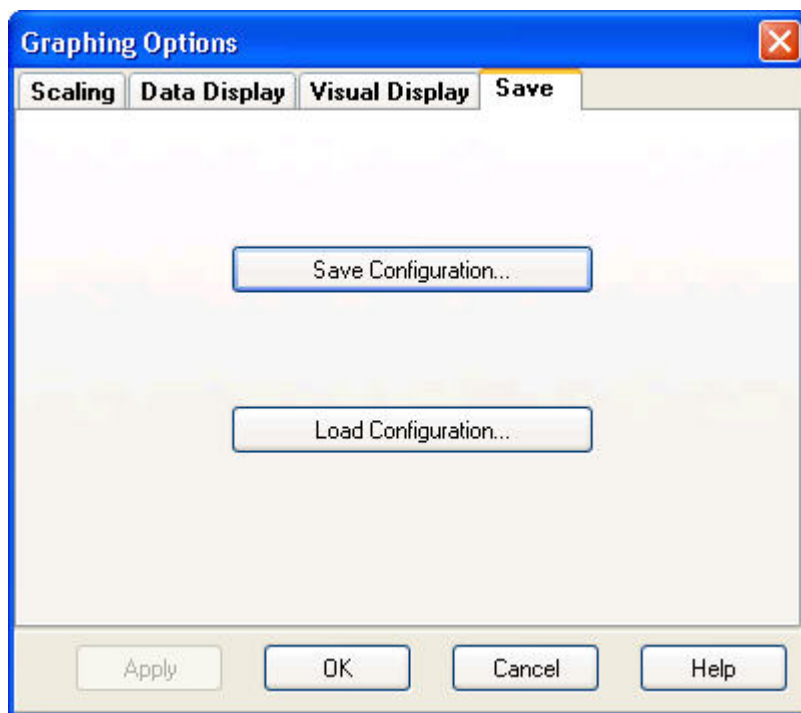 Graphing Options
Scaling Data Display Visual Display Save
Save Configuration...
Load Configuration...
Apply OK Cancel Help